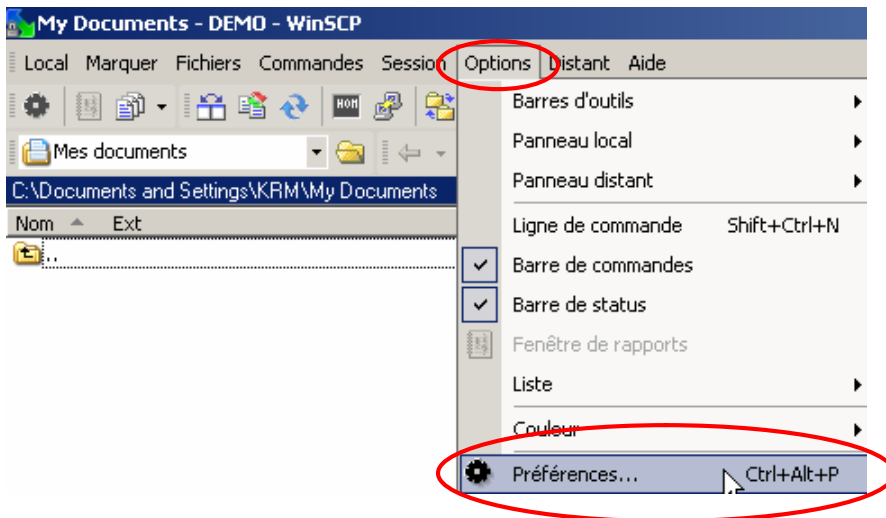 My Documents - DEMO - WinSCP
Local Marquer Fichiers Commandes Session Options Distant Aide
HOM
Mes documents
C:\Documents and Settings\KRM\My Documents
Nom Ext
..
Barres d'outils
Panneau local
Panneau distant
Ligne de commande Shift+Ctrl+N
Barre de commandes
Barre de status
Fenêtre de rapports
Liste
Couleur
Préférences... Ctrl+Alt+P